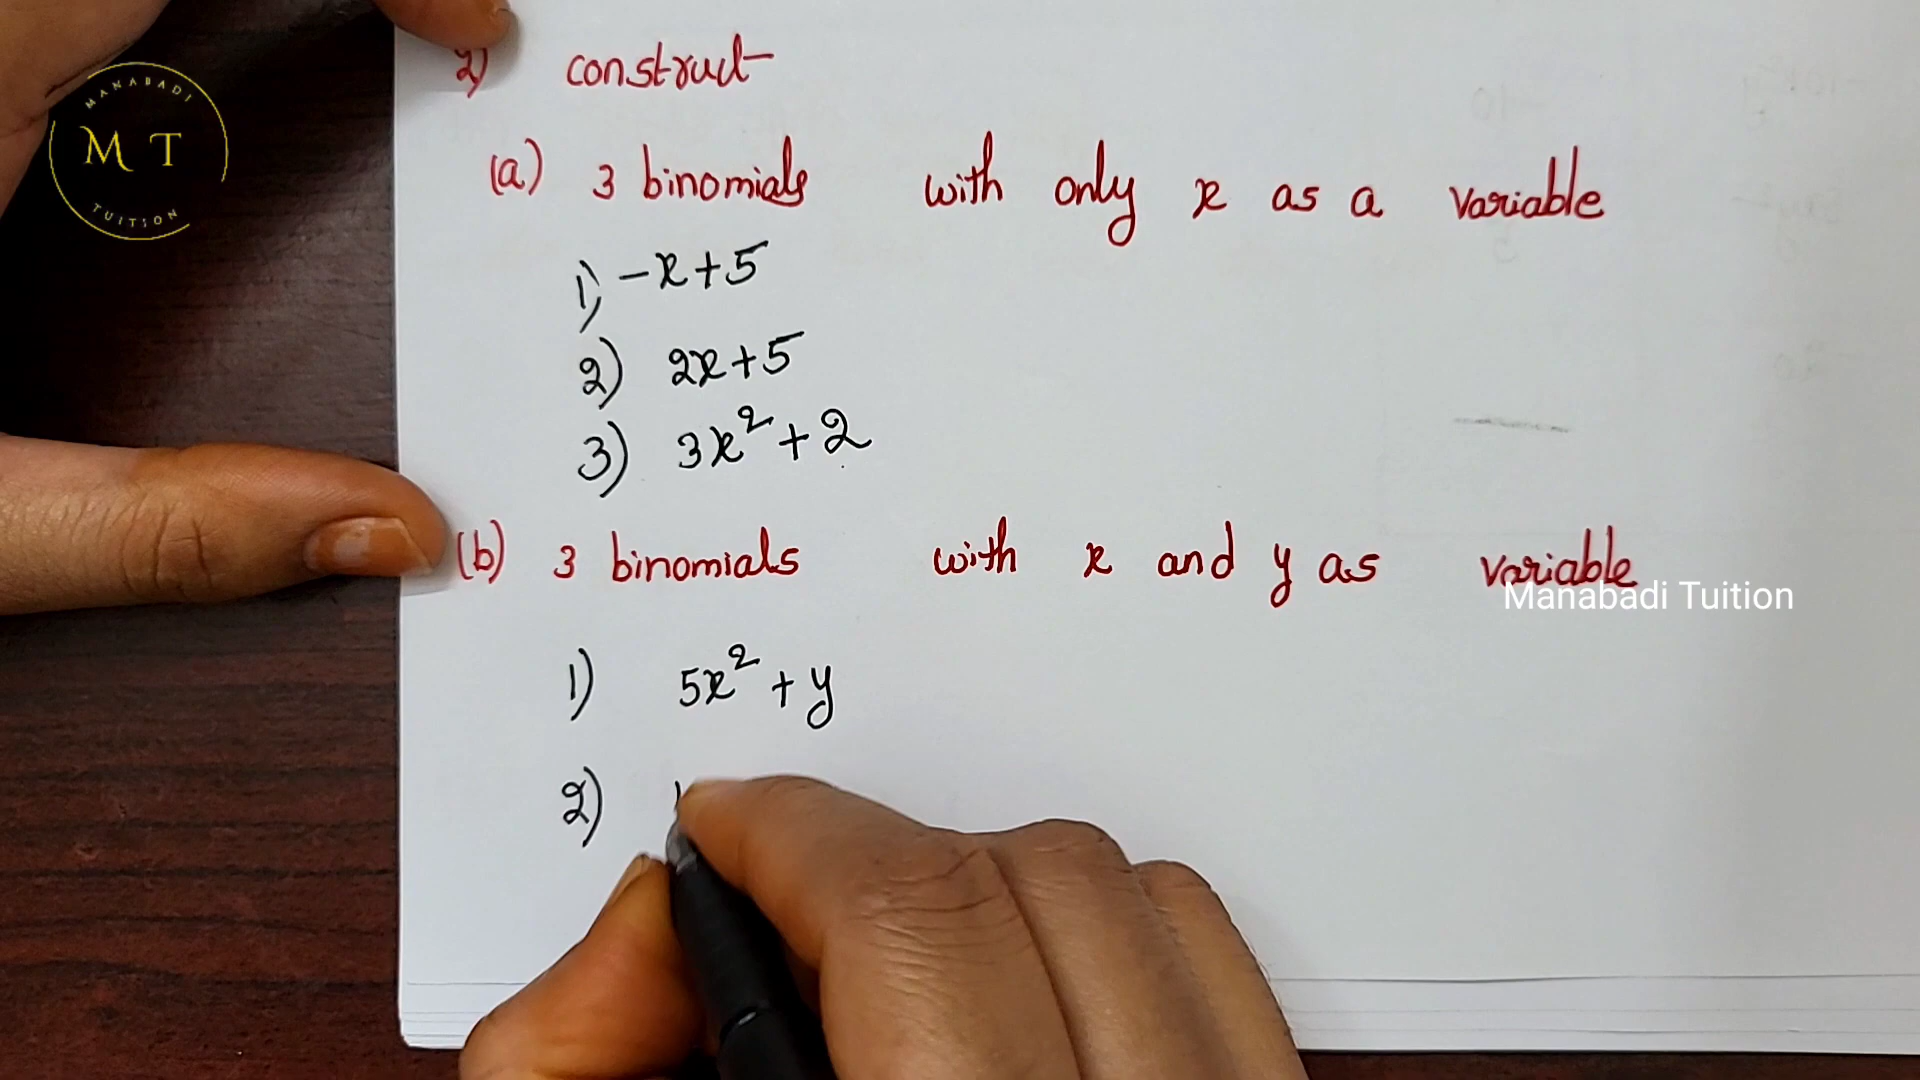 MANABADI
M T
TUITION
2) construct
(a) 3 binomials with only x as a variable
1) -x+5
2) 2x+5
3) 3x²+2
(b) 3 binomials with x and y as variable
Manabadi Tuition
1) 5x²+y
2)